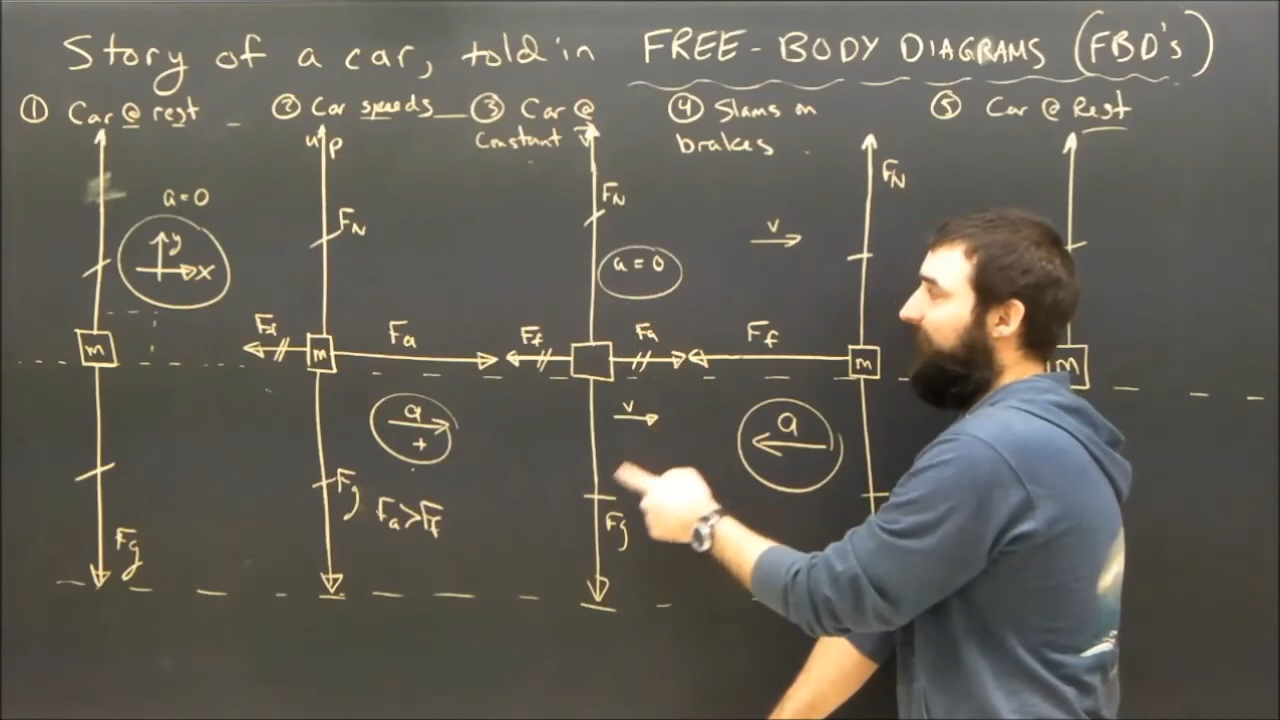 Story of a car, told in FREE-BODY DIAGRAMS (FBD's)
① Car @ rest
② Car speeds up
③ Car @ Constant v
④ Slams on brakes
⑤ Car @ Rest
a=0
y
x
m
Fg
FN
Ff
m
Fa
a
+
Fg
Fa>Ff
FN
a=0
Ff
Fa
v
Fg
v
FN
Ff
m
a
m